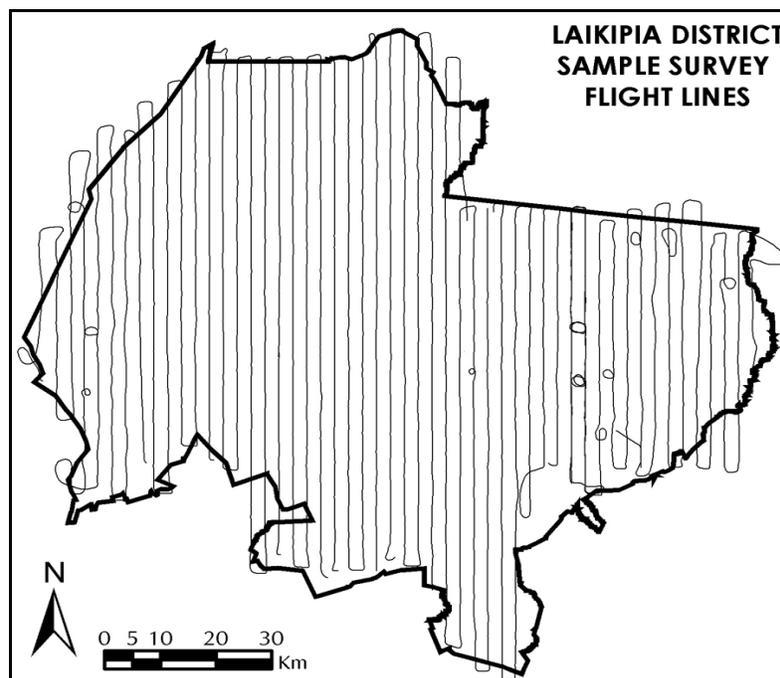 LAIKIPIA DISTRICT
SAMPLE SURVEY
FLIGHT LINES
N
0 5 10 20 30
Km